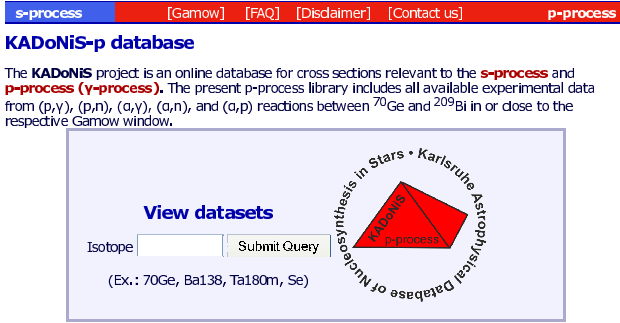 s-process [Gamow] [FAQ] [Disclaimer] [Contact us] p-process
KADoNiS-p database
The KADoNiS project is an online database for cross sections relevant to the s-process and
p-process (γ-process). The present p-process library includes all available experimental data
from (p,γ), (p,n), (α,γ), (α,n), and (α,p) reactions between ⁷⁰Ge and ²⁰⁹Bi in or close to the
respective Gamow window.
View datasets
Isotope Submit Query
(Ex.: 70Ge, Ba138, Ta180m, Se)
Karlsruhe Astrophysical Database of Nucleosynthesis in Stars •
KADoNiS
p-process